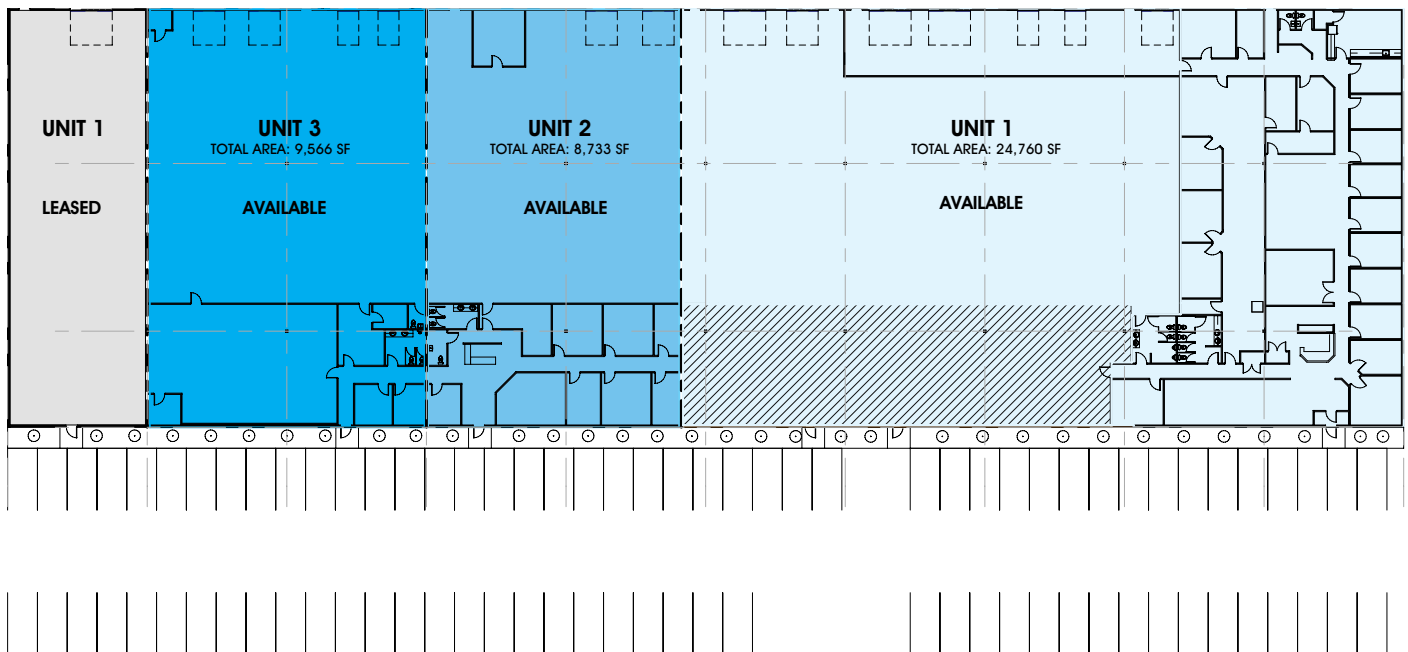 UNIT 1
LEASED
UNIT 3
TOTAL AREA: 9,566 SF
AVAILABLE
UNIT 2
TOTAL AREA: 8,733 SF
AVAILABLE
UNIT 1
TOTAL AREA: 24,760 SF
AVAILABLE